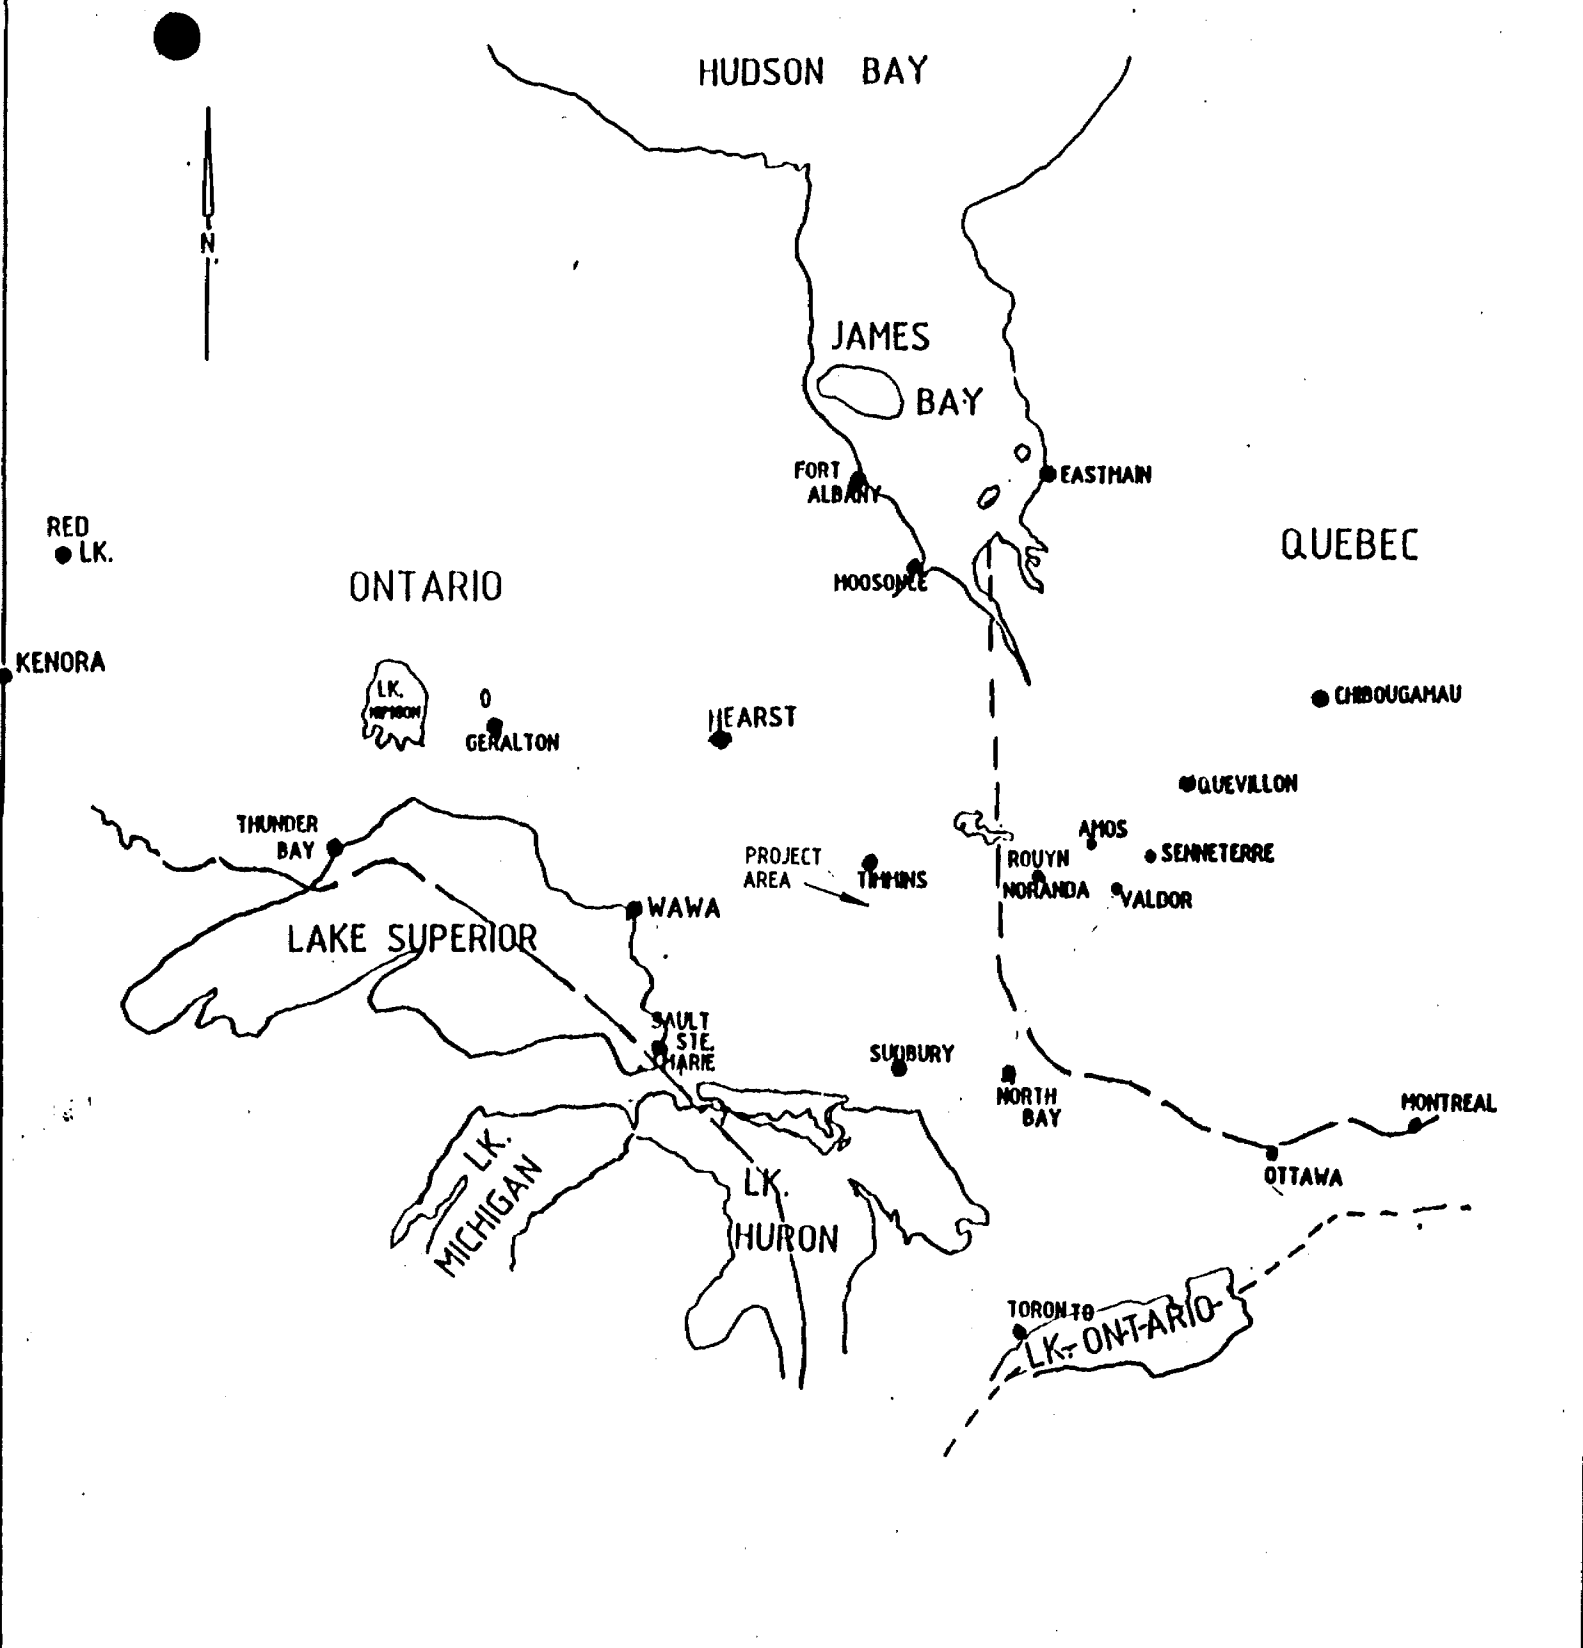 HUDSON BAY
N
JAMES
BAY
FORT
ALBANY
EASTMAIN
RED
LK.
QUEBEC
ONTARIO
MOOSONEE
KENORA
LK.
NIPIGON
GERALTON
HEARST
CHIBOUGAMAU
QUEVILLON
THUNDER
BAY
AMOS
PROJECT
AREA
TIMMINS
ROUYN
NORANDA
SENNETERRE
VALDOR
WAWA
LAKE SUPERIOR
SAULT
STE.
MARIE
SUDBURY
NORTH
BAY
MONTREAL
OTTAWA
LK.
MICHIGAN
LK.
HURON
TORONTO
LK. ONTARIO